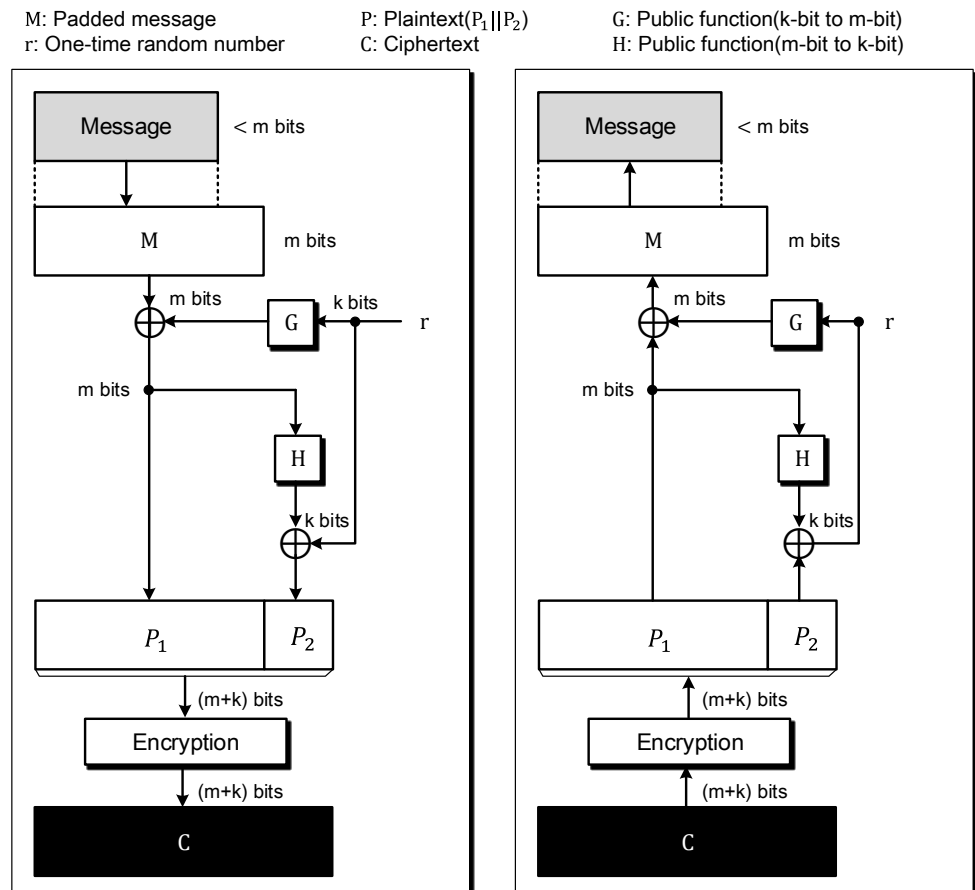 M: Padded message
P: Plaintext(P₁||P₂)
G: Public function(k-bit to m-bit)
r: One-time random number
C: Ciphertext
H: Public function(m-bit to k-bit)
Message
< m bits
M
m bits
m bits
k bits
G
r
m bits
H
k bits
P₁
P₂
(m+k) bits
Encryption
(m+k) bits
C
Message
< m bits
M
m bits
m bits
G
r
m bits
H
k bits
P₁
P₂
(m+k) bits
Encryption
(m+k) bits
C